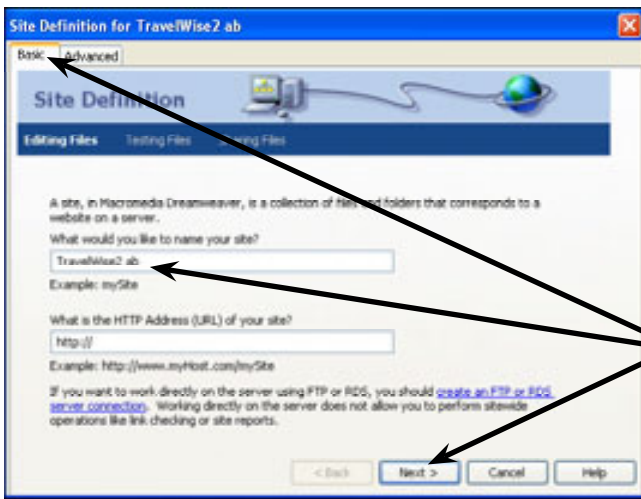 Site Definition for TravelWise2 ab
Basic Advanced
Site Definition
Editing Files Testing Files Sharing Files
A site, in Macromedia Dreamweaver, is a collection of files and folders that corresponds to a
website on a server.
What would you like to name your site?
TravelWise2 ab
Example: mySite
What is the HTTP Address (URL) of your site?
http://
Example: http://www.myHost.com/mySite
If you want to work directly on the server using FTP or RDS, you should create an FTP or RDS
server connection. Working directly on the server does not allow you to perform sitewide
operations like link checking or site reports.
< Back Next > Cancel Help